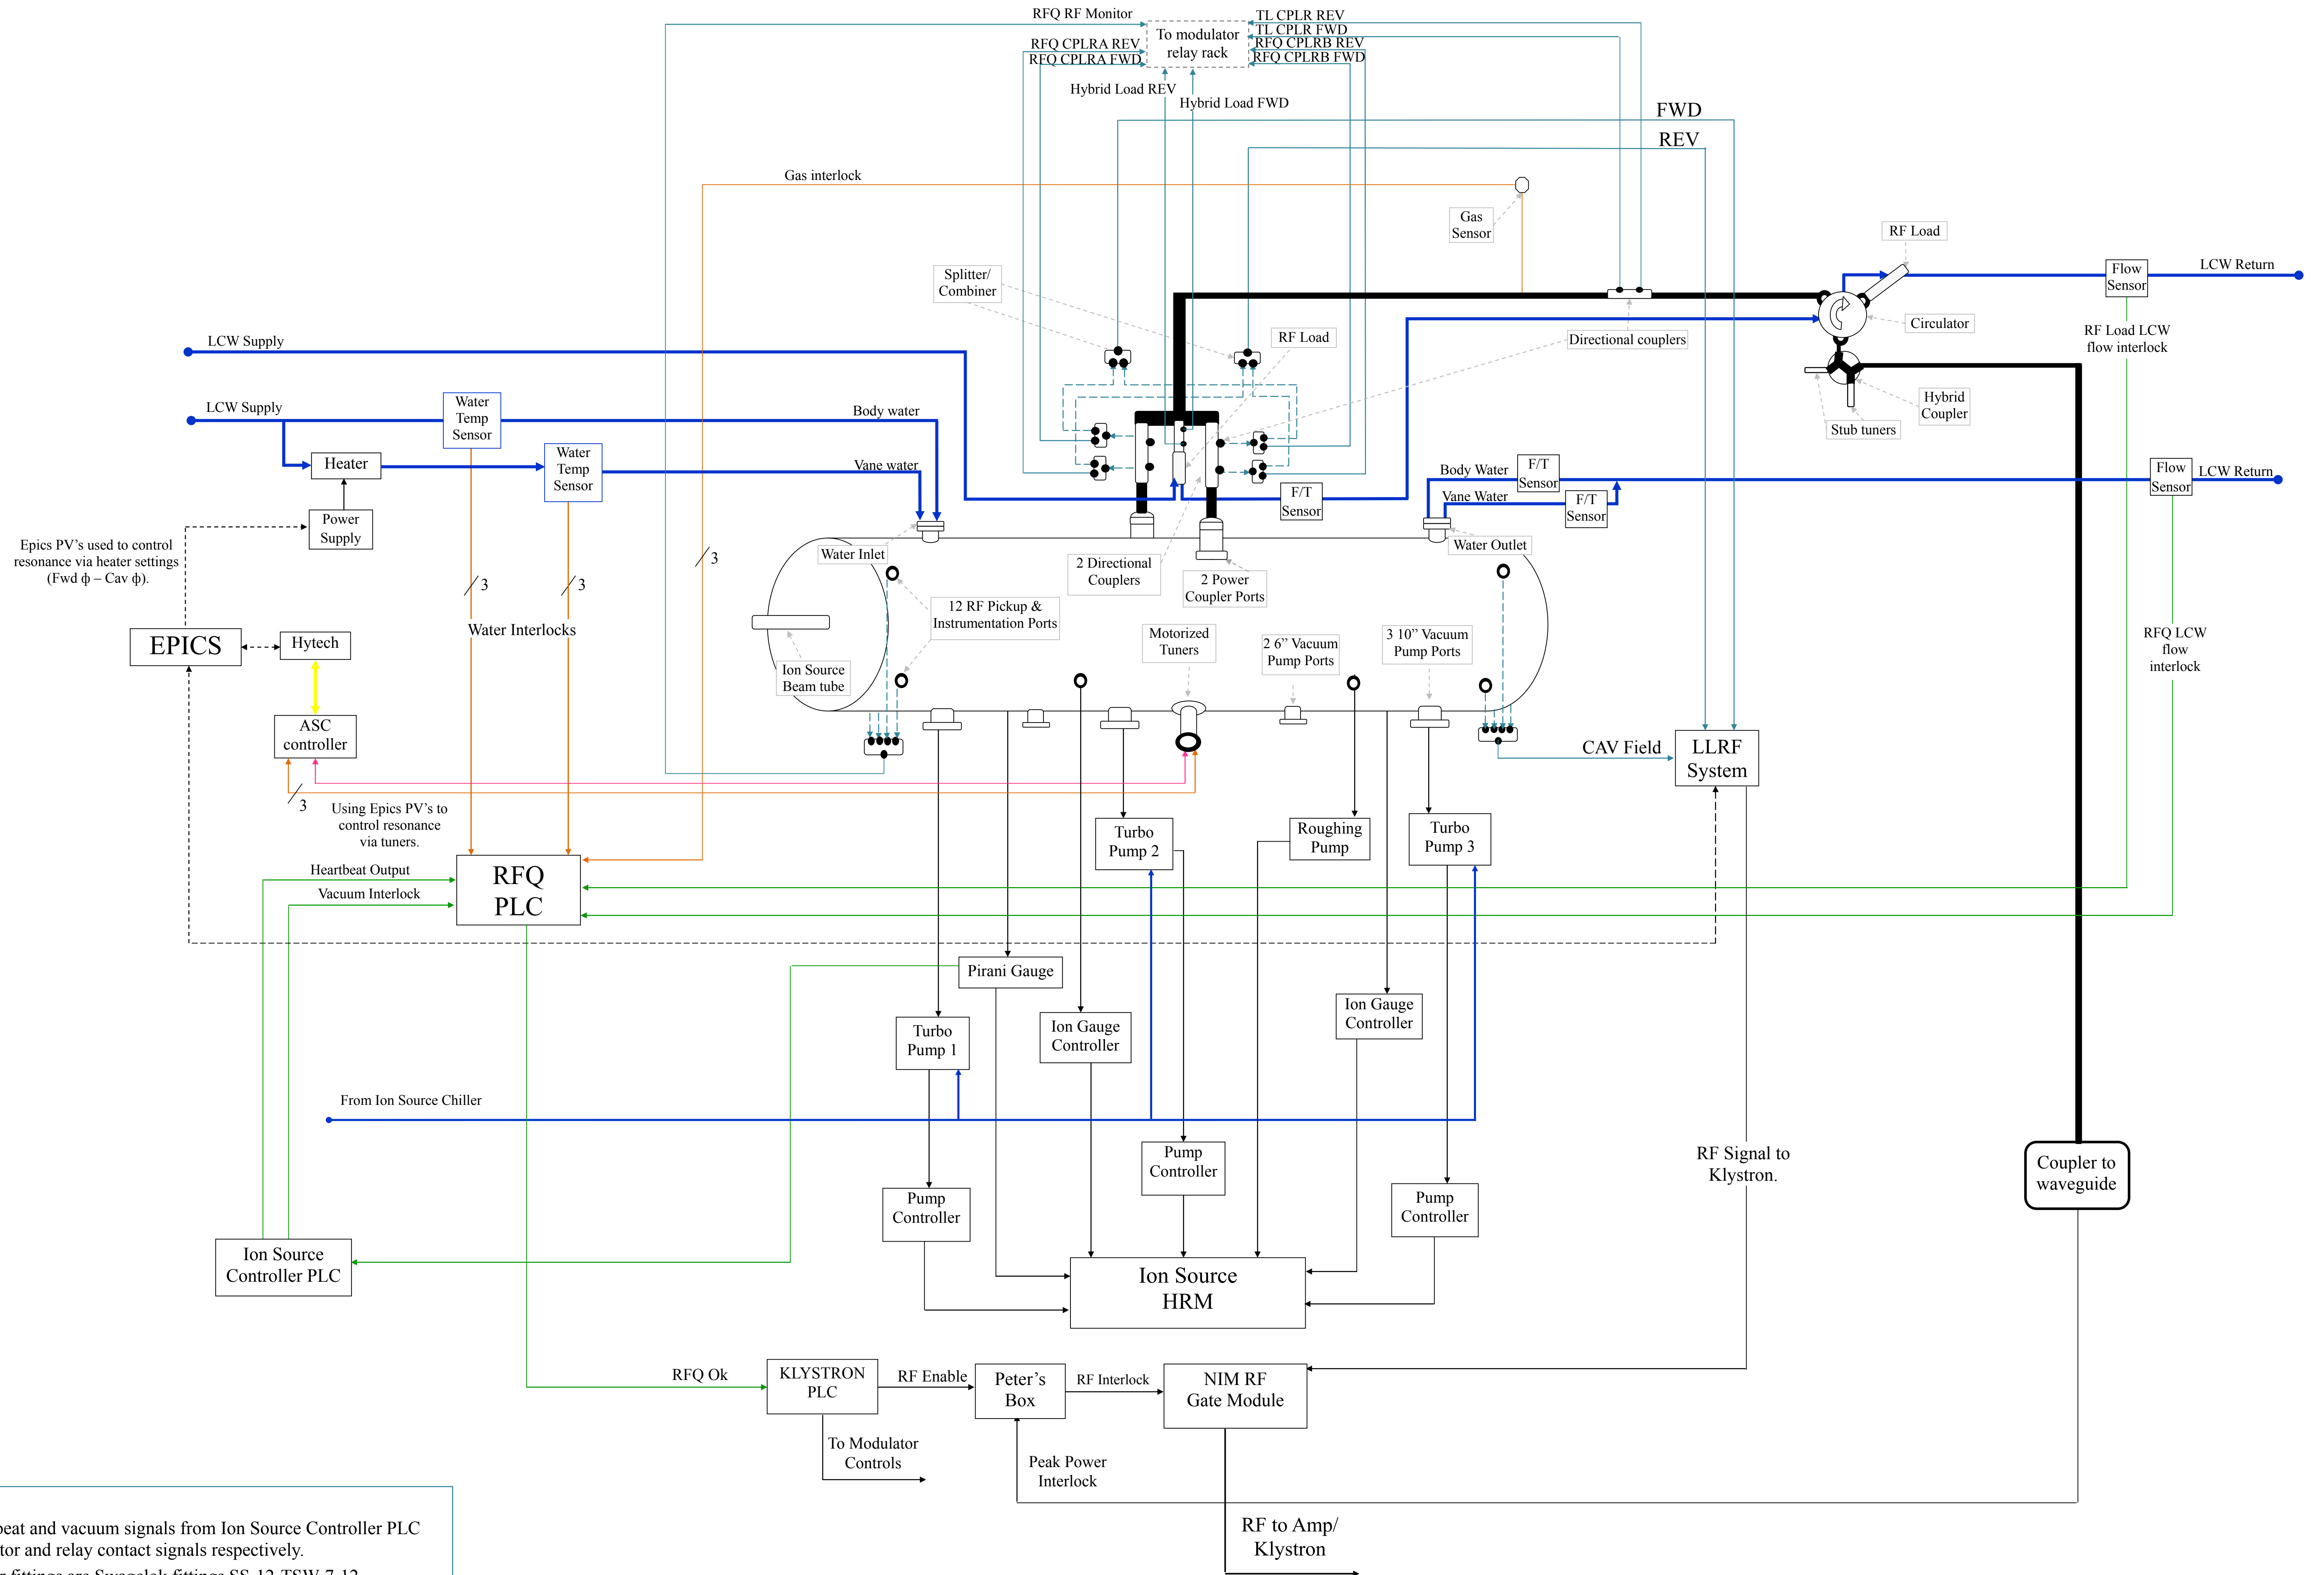 RFQ RF Monitor
TL CPLR REV
TL CPLR FWD
RFQ CPLRA REV
RFQ CPLRA FWD
To modulator
relay rack
RFQ CPLRB REV
RFQ CPLRB FWD
Hybrid Load REV
Hybrid Load FWD
FWD
REV
Gas interlock
Gas
Sensor
RF Load
Flow
Sensor
LCW Return
Splitter/
Combiner
Circulator
RF Load LCW
flow interlock
LCW Supply
RF Load
Directional couplers
LCW Supply
Water
Temp
Sensor
Body water
Hybrid
Coupler
Stub tuners
Heater
Water
Temp
Sensor
Vane water
Body Water
F/T
Sensor
Flow
Sensor
LCW Return
Vane Water
F/T
Sensor
F/T
Sensor
Power
Supply
Epics PV's used to control
resonance via heater settings
(Fwd ϕ – Cav ϕ).
Water Inlet
Water Outlet
2 Directional
Couplers
2 Power
Coupler Ports
3
3
3
12 RF Pickup &
Instrumentation Ports
Water Interlocks
EPICS
Hytech
Motorized
Tuners
2 6” Vacuum
Pump Ports
3 10” Vacuum
Pump Ports
RFQ LCW
flow
interlock
Ion Source
Beam tube
ASC
controller
CAV Field
LLRF
System
3
Using Epics PV's to
control resonance
via tuners.
Turbo
Pump 2
Roughing
Pump
Turbo
Pump 3
Heartbeat Output
Vacuum Interlock
RFQ
PLC
Pirani Gauge
Ion Gauge
Controller
Turbo
Pump 1
Ion Gauge
Controller
From Ion Source Chiller
Pump
Controller
RF Signal to
Klystron.
Coupler to
waveguide
Pump
Controller
Pump
Controller
Ion Source
Controller PLC
Ion Source
HRM
RFQ Ok
KLYSTRON
PLC
RF Enable
Peter’s
Box
RF Interlock
NIM RF
Gate Module
To Modulator
Controls
Peak Power
Interlock
RF to Amp/
Klystron
beat and vacuum signals from Ion Source Controller PLC
tor and relay contact signals respectively.
r fittings are Swagelok fittings SS-12-TSW-7-12